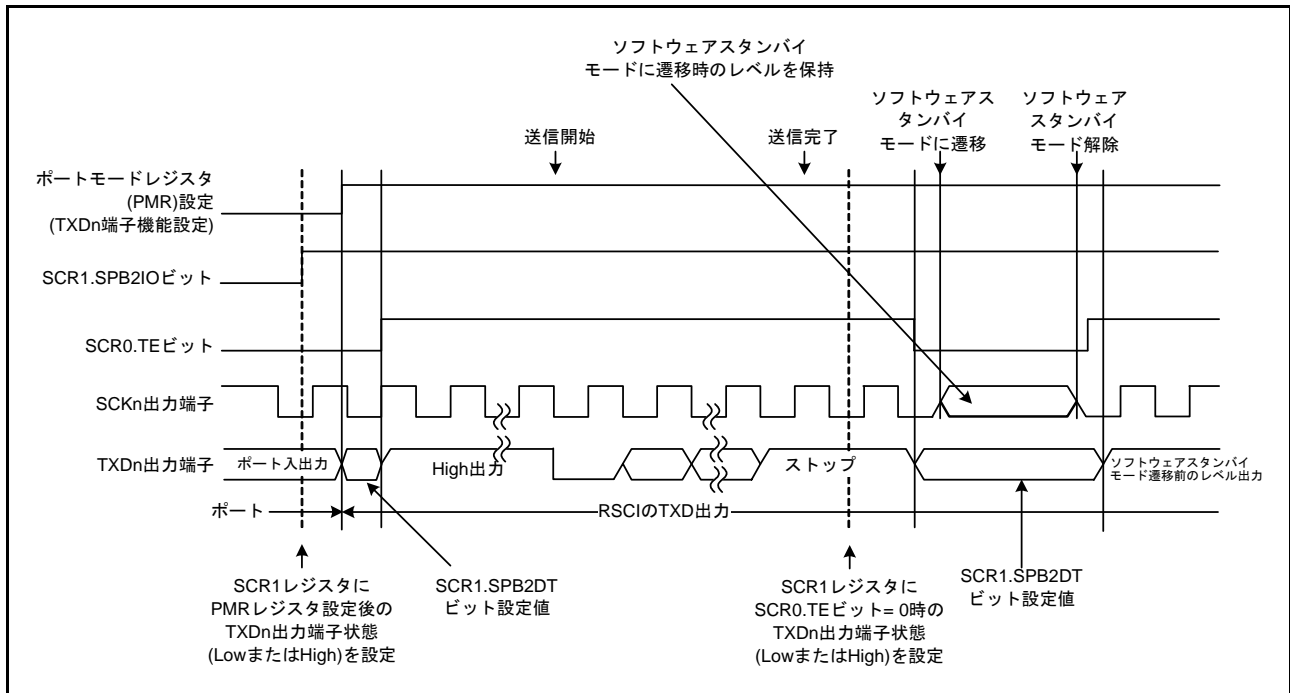 ソフトウェアスタンバイ
モードに遷移時のレベルを保持
ソフトウェアス
タンバイ
モードに遷移
ソフトウェア
スタンバイ
モード解除
送信開始
送信完了
ポートモードレジスタ
(PMR)設定
(TXDn端子機能設定)
SCR1.SPB2IOビット
SCR0.TEビット
SCKn出力端子
TXDn出力端子
ポート入出力
High出力
ストップ
ソフトウェアスタンバイ
モード遷移前のレベル出力
ポート
RSCIのTXD出力
SCR1レジスタに
PMRレジスタ設定後の
TXDn出力端子状態
(LowまたはHigh)を設定
SCR1.SPB2DT
ビット設定値
SCR1レジスタに
SCR0.TEビット= 0時の
TXDn出力端子状態
(LowまたはHigh)を設定
SCR1.SPB2DT
ビット設定値